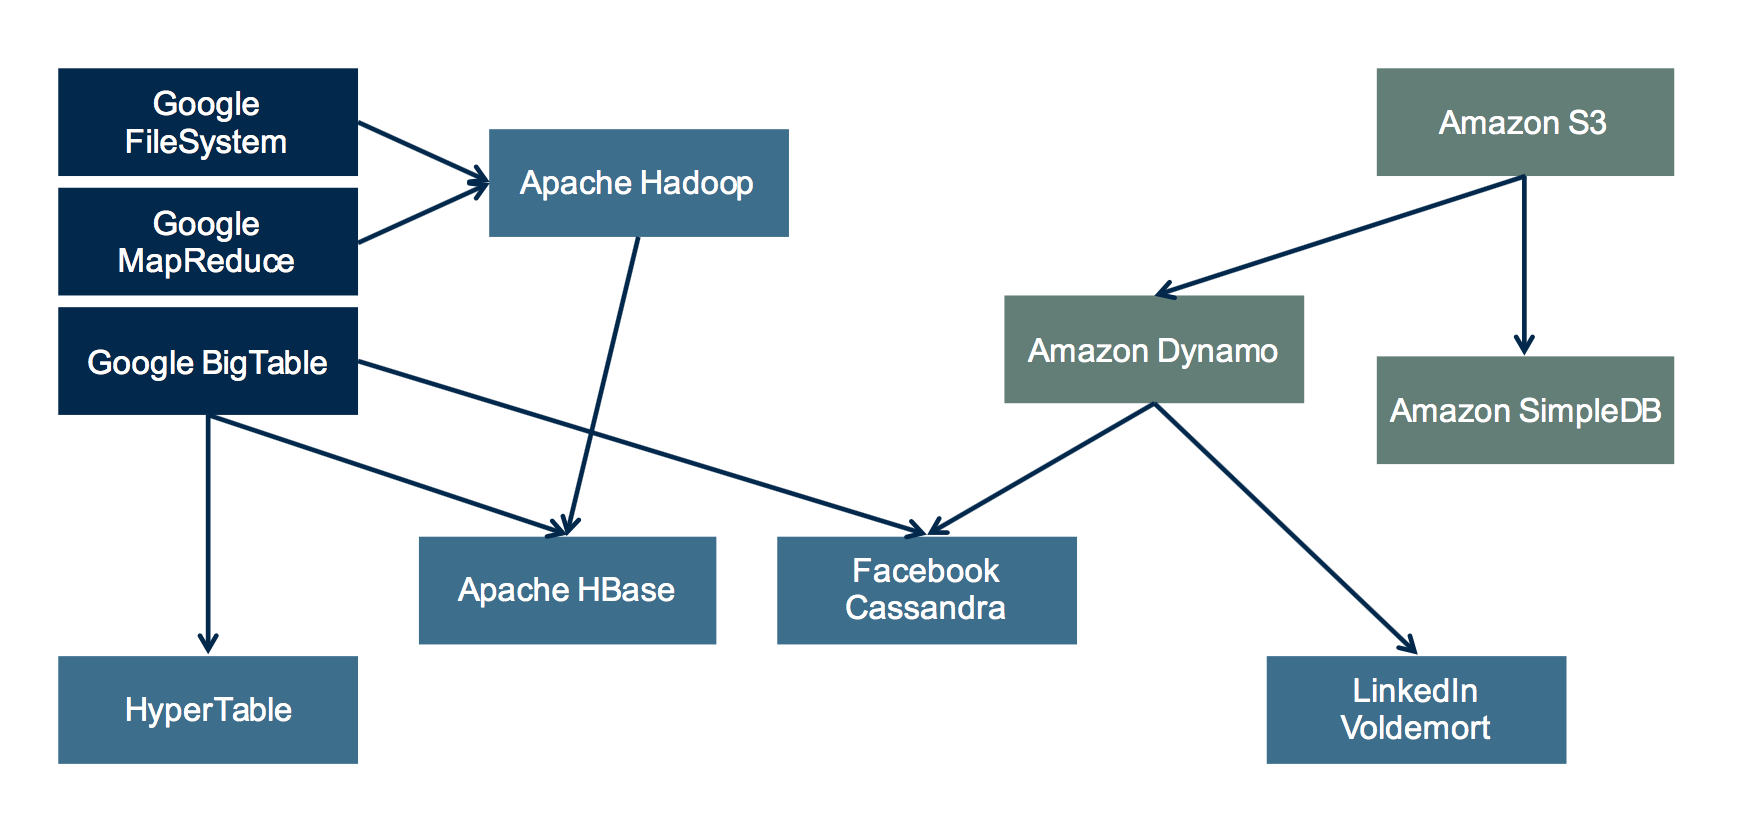 Google
FileSystem
Google
MapReduce
Google BigTable
Apache Hadoop
Amazon S3
Amazon Dynamo
Amazon SimpleDB
Apache HBase
Facebook
Cassandra
HyperTable
LinkedIn
Voldemort